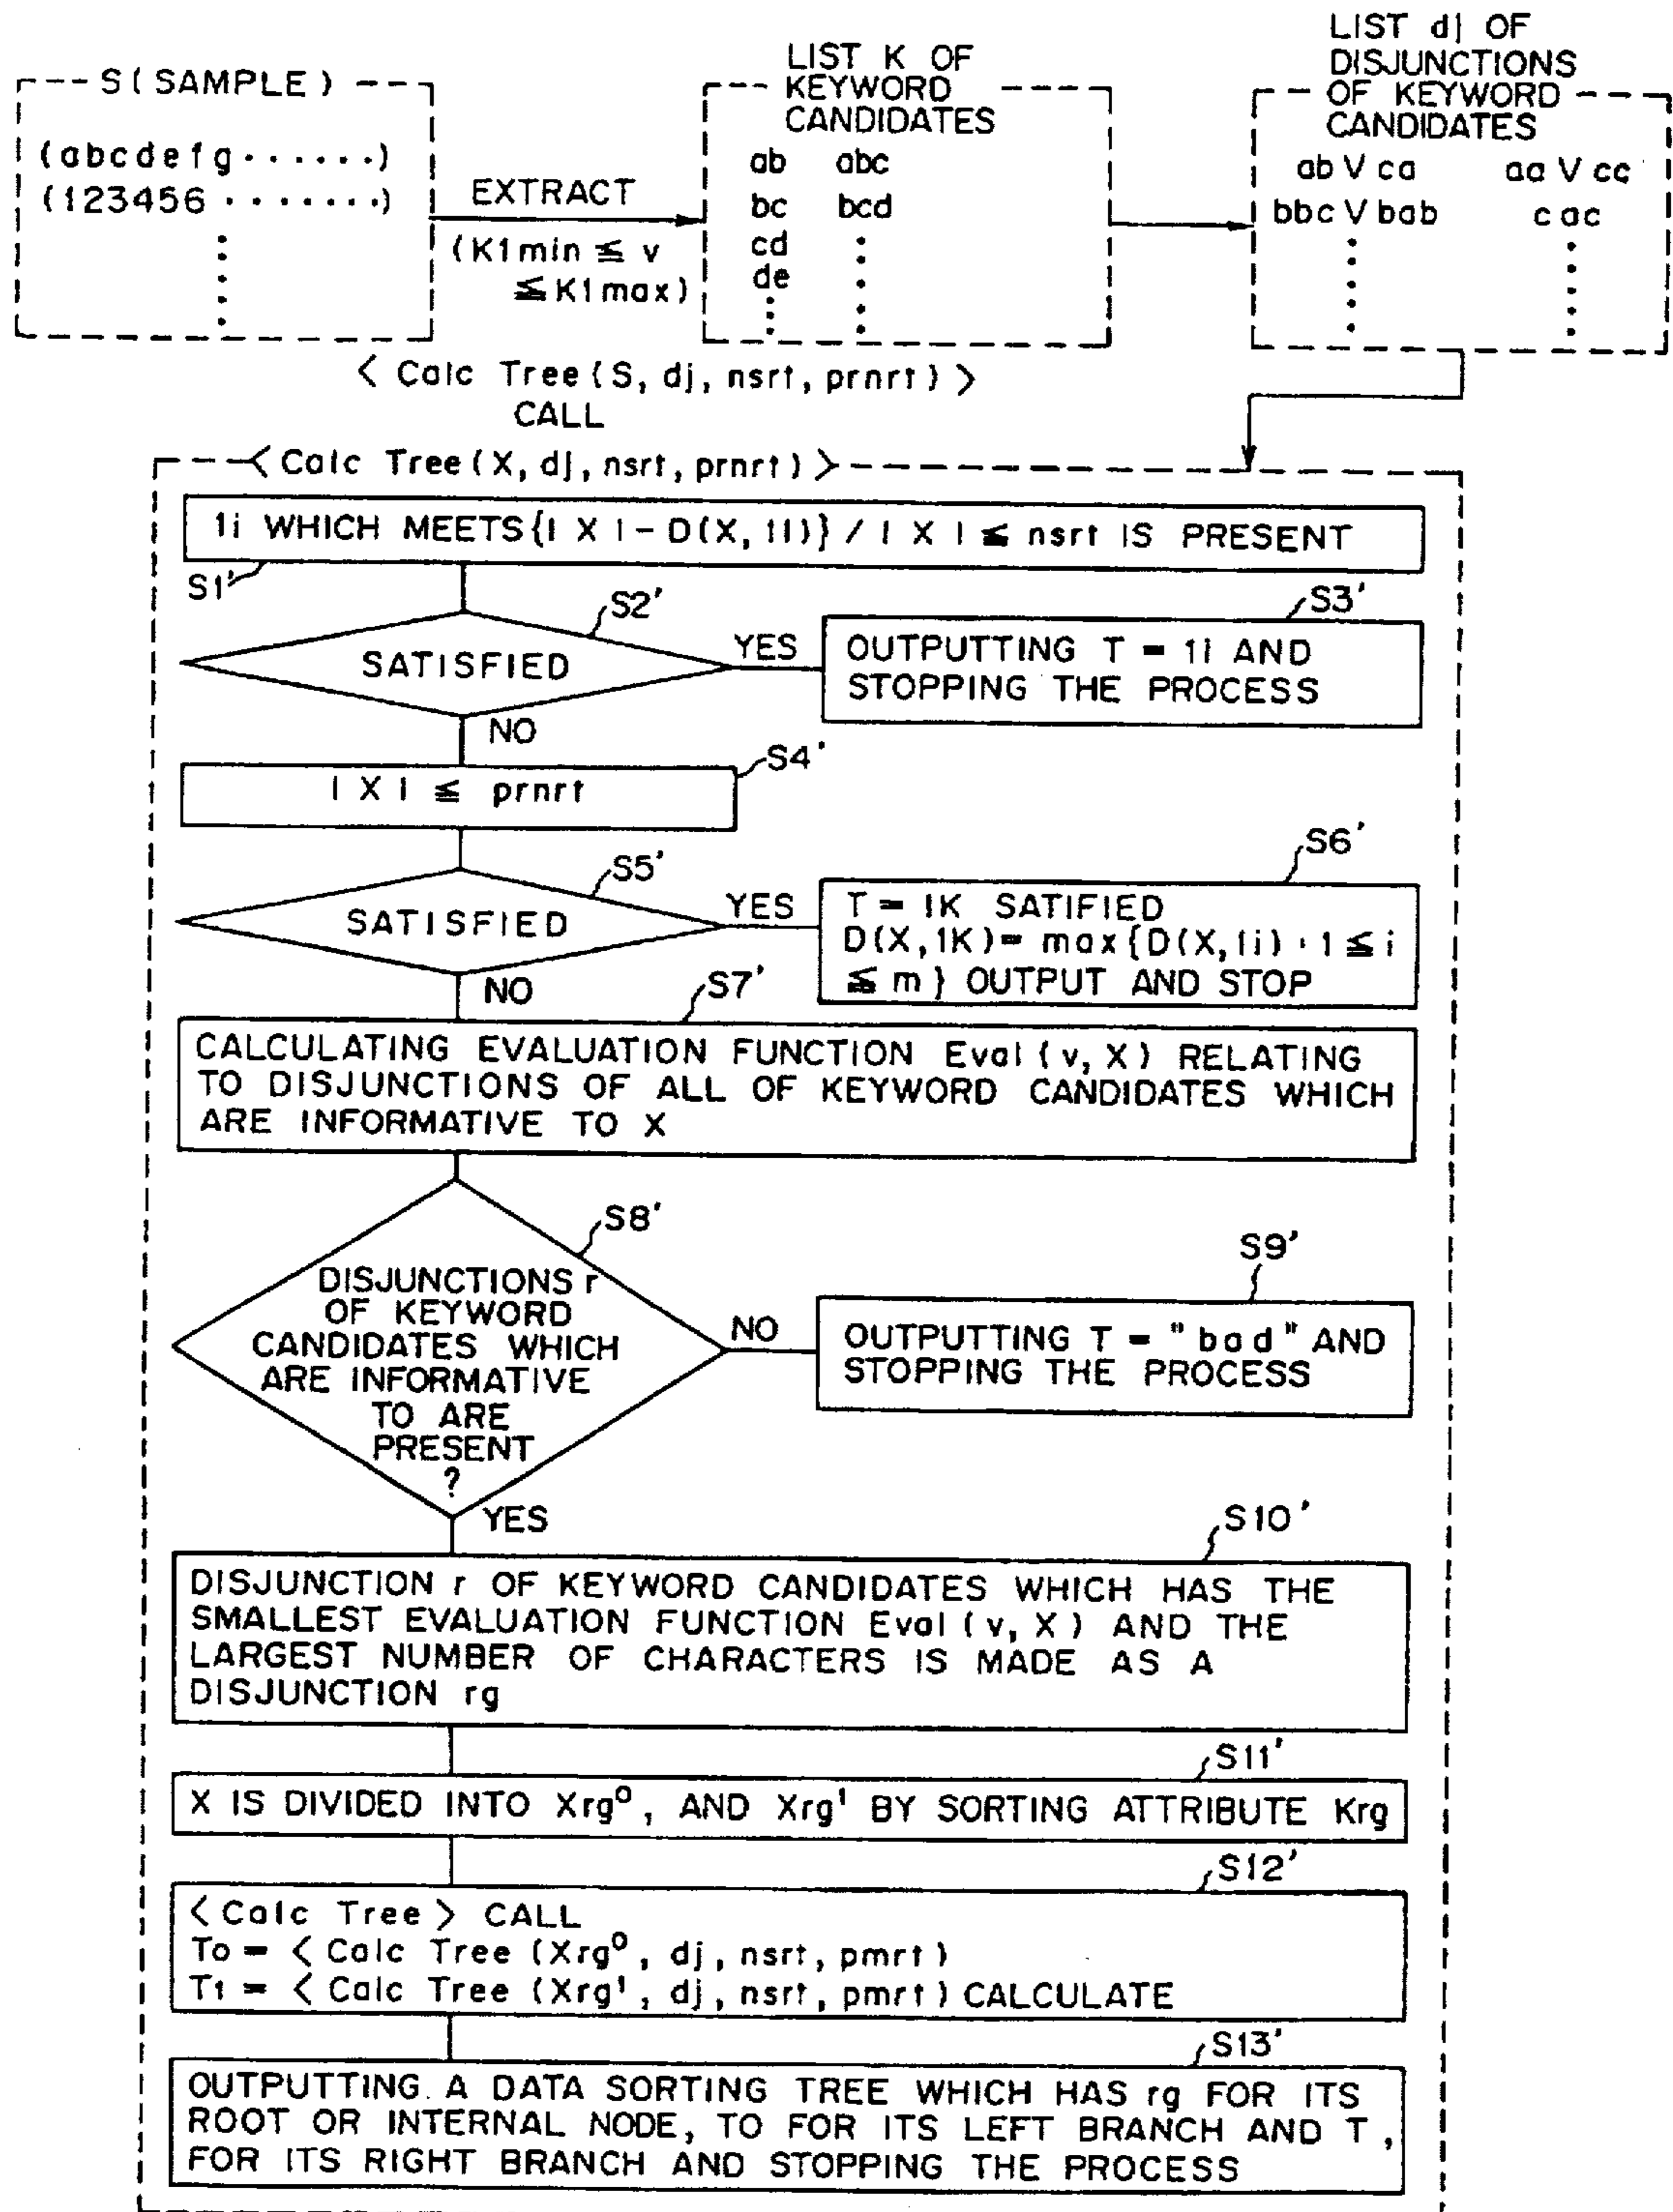 S(SAMPLE)
(abcdefg ······)
(123456 ·······)
EXTRACT
(K1min ≦ v
≦K1max)
LIST K OF
KEYWORD
CANDIDATES
ab abc
bc bcd
cd
de
LIST dj OF
DISJUNCTIONS
OF KEYWORD
CANDIDATES
ab V ca aa V cc
bbc V bab cac
< Calc Tree(S, dj, nsrt, prnrt) >
CALL
< Calc Tree(X, dj, nsrt, prnrt) >
1i WHICH MEETS{I X I-D(X, 1i)} / I X I ≦ nsrt IS PRESENT
S1'
S2'
SATISFIED
YES
S3'
OUTPUTTING T = 1i AND
STOPPING THE PROCESS
NO
S4'
I X I ≦ prnrt
S5'
SATISFIED
YES
S6'
T = 1K SATIFIED
D(X,1K)= max{D(X,1i) · 1 ≦ i
≦ m } OUTPUT AND STOP
NO
S7'
CALCULATING EVALUATION FUNCTION Eval(v, X) RELATING
TO DISJUNCTIONS OF ALL OF KEYWORD CANDIDATES WHICH
ARE INFORMATIVE TO X
S8'
DISJUNCTIONS r
OF KEYWORD
CANDIDATES WHICH
ARE INFORMATIVE
TO ARE
PRESENT
?
NO
S9'
OUTPUTTING T = "bad" AND
STOPPING THE PROCESS
YES
S10'
DISJUNCTION r OF KEYWORD CANDIDATES WHICH HAS THE
SMALLEST EVALUATION FUNCTION Eval(v, X) AND THE
LARGEST NUMBER OF CHARACTERS IS MADE AS A
DISJUNCTION rg
S11'
X IS DIVIDED INTO Xrg⁰, AND Xrg¹ BY SORTING ATTRIBUTE Krg
S12'
< Calc Tree > CALL
To = < Calc Tree (Xrg⁰, dj, nsrt, pmrt)
T1 = < Calc Tree (Xrg¹, dj, nsrt, pmrt) CALCULATE
S13'
OUTPUTTING A DATA SORTING TREE WHICH HAS rg FOR ITS
ROOT OR INTERNAL NODE, TO FOR ITS LEFT BRANCH AND T,
FOR ITS RIGHT BRANCH AND STOPPING THE PROCESS